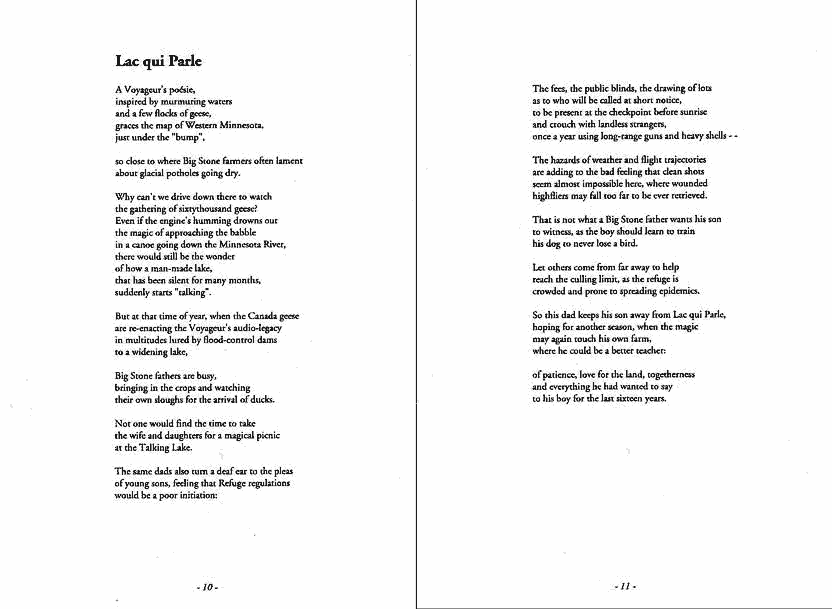 Lac qui Parle
A Voyageur's poésie,
inspired by murmuring waters
and a few flocks of geese,
graces the map of Western Minnesota,
just under the "bump",
so close to where Big Stone farmers often lament
about glacial potholes going dry.
Why can't we drive down there to watch
the gathering of sixtythousand geese?
Even if the engine's humming drowns out
the magic of approaching the babble
in a canoe going down the Minnesota River,
there would still be the wonder
of how a man-made lake,
that has been silent for many months,
suddenly starts "talking".
But at that time of year, when the Canada geese
are re-enacting the Voyageur's audio-legacy
in multitudes lured by flood-control dams
to a widening lake,
Big Stone fathers are busy,
bringing in the crops and watching
their own sloughs for the arrival of ducks.
Not one would find the time to take
the wife and daughters for a magical picnic
at the Talking Lake.
The same dads also turn a deaf ear to the pleas
of young sons, feeling that Refuge regulations
would be a poor initiation:
- 10 -
The fees, the public blinds, the drawing of lots
as to who will be called at short notice,
to be present at the checkpoint before sunrise
and crouch with landless strangers,
once a year using long-range guns and heavy shells - -
The hazards of weather and flight trajectories
are adding to the bad feeling that clean shots
seem almost impossible here, where wounded
highfliers may fall too far to be ever retrieved.
That is not what a Big Stone father wants his son
to witness, as the boy should learn to train
his dog to never lose a bird.
Let others come from far away to help
reach the culling limit, as the refuge is
crowded and prone to spreading epidemics.
So this dad keeps his son away from Lac qui Parle,
hoping for another season, when the magic
may again touch his own farm,
where he could be a better teacher:
of patience, love for the land, togetherness
and everything he had wanted to say
to his boy for the last sixteen years.
- 11 -